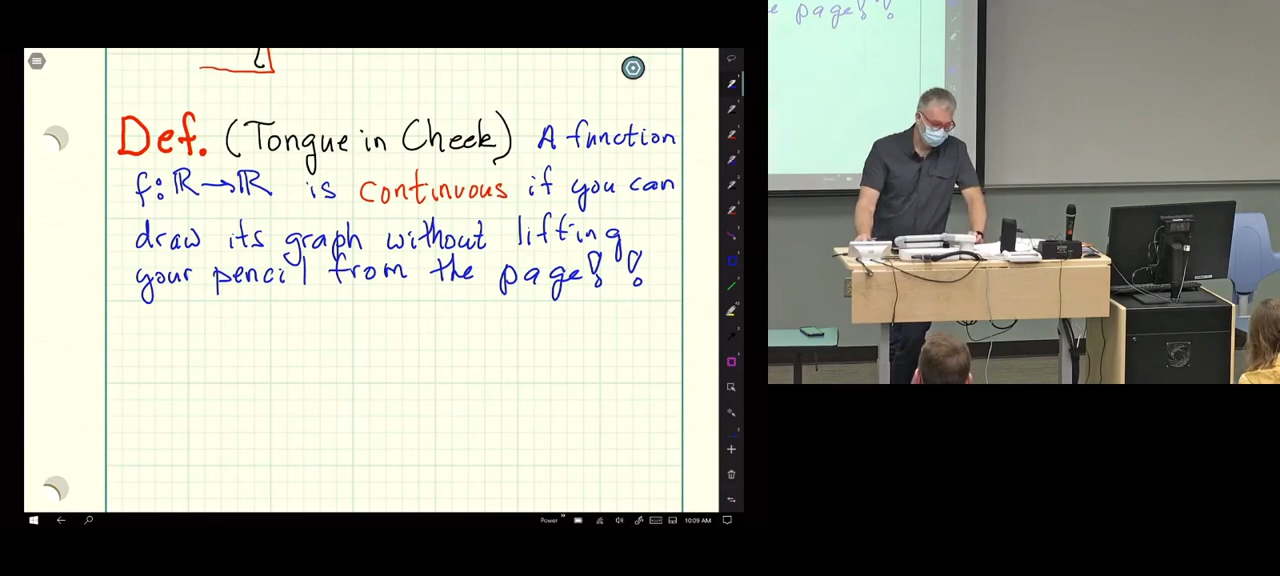 Def. (Tongue in Cheek) A function
f: ℝ→ℝ is continuous if you can
draw its graph without lifting
your pencil from the page!!
Power
10:09 AM
e page!!